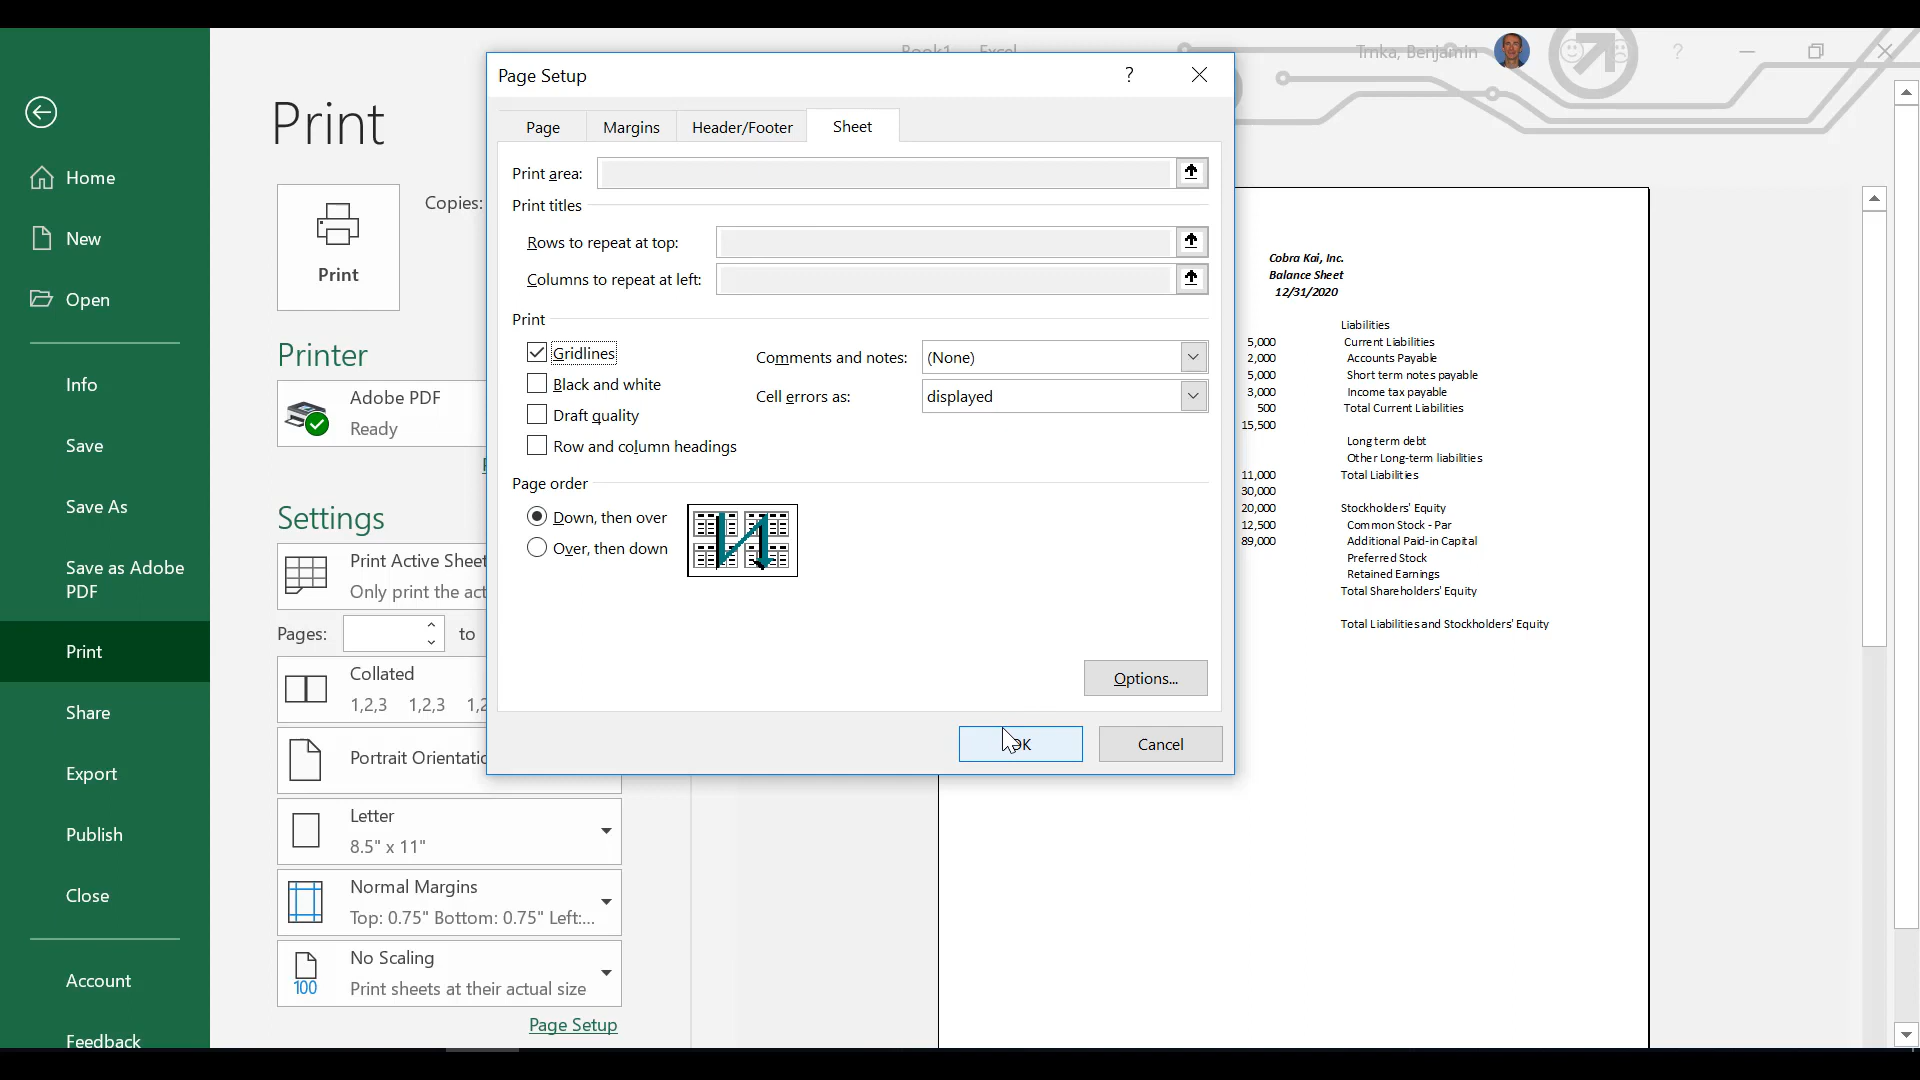 Book1 - Excel
Trnka, Benjamin
?
Print
Home
New
Open
Info
Save
Save As
Save as Adobe
PDF
Print
Share
Export
Publish
Close
Account
Feedback
Print
Copies:
Printer
Adobe PDF
Ready
Settings
Print Active Sheet
Only print the act
Pages:
to
Collated
1,2,3 1,2,3 1,2
Portrait Orientatio
Letter
8.5" x 11"
Normal Margins
Top: 0.75" Bottom: 0.75" Left:...
No Scaling
Print sheets at their actual size
100
Page Setup
Page Setup
?
Page
Margins
Header/Footer
Sheet
Print area:
Print titles
Rows to repeat at top:
Columns to repeat at left:
Print
Gridlines
Black and white
Draft quality
Row and column headings
Comments and notes:
(None)
Cell errors as:
displayed
Page order
Down, then over
Over, then down
Options...
OK
Cancel
Cobra Kai, Inc.
Balance Sheet
12/31/2020
Liabilities
5,000 Current Liabilities
2,000 Accounts Payable
5,000 Short term notes payable
3,000 Income tax payable
500 Total Current Liabilities
15,500
Long term debt
Other Long-term liabilities
11,000 Total Liabilities
30,000
20,000 Stockholders' Equity
12,500 Common Stock - Par
89,000 Additional Paid-in Capital
Preferred Stock
Retained Earnings
Total Shareholders' Equity
Total Liabilities and Stockholders' Equity